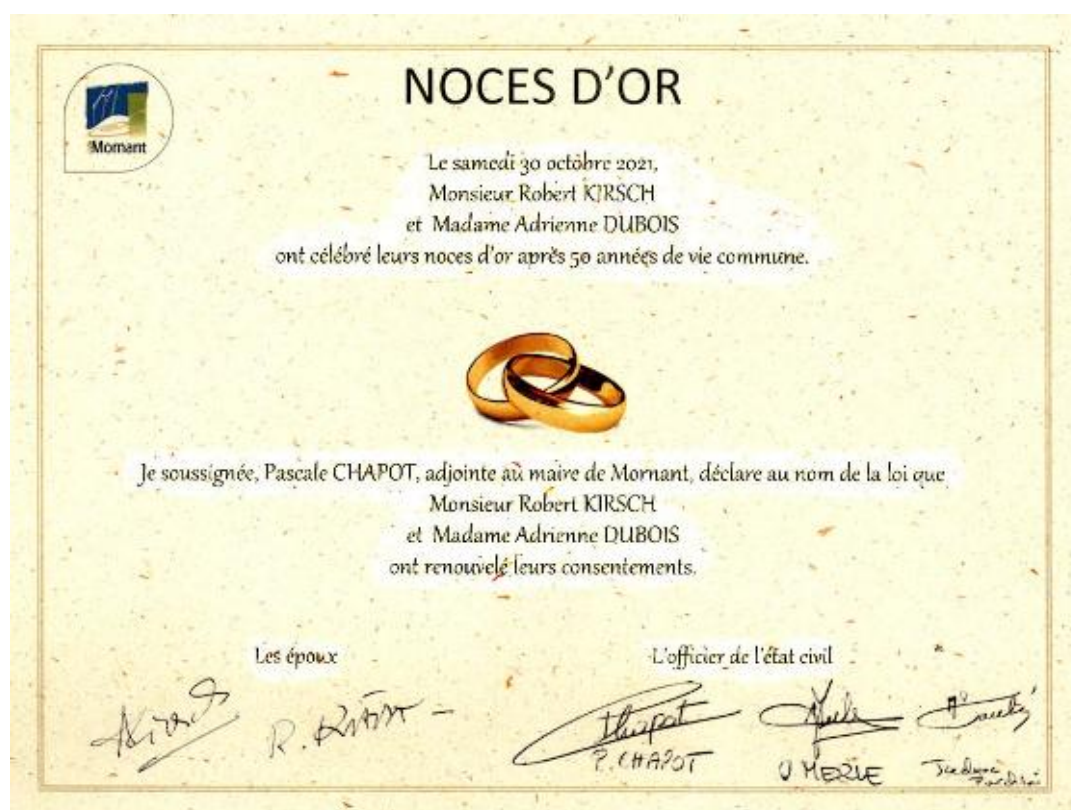 Mornant
NOCES D'OR
Le samedi 30 octobre 2021,
Monsieur Robert KIRSCH
et Madame Adrienne DUBOIS
ont célébré leurs noces d'or après 50 années de vie commune.
Je soussignée, Pascale CHAPOT, adjointe au maire de Mornant, déclare au nom de la loi que
Monsieur Robert KIRSCH
et Madame Adrienne DUBOIS
ont renouvelé leurs consentements.
Les époux L'officier de l'état civil
P. CHAPOT V MERLE